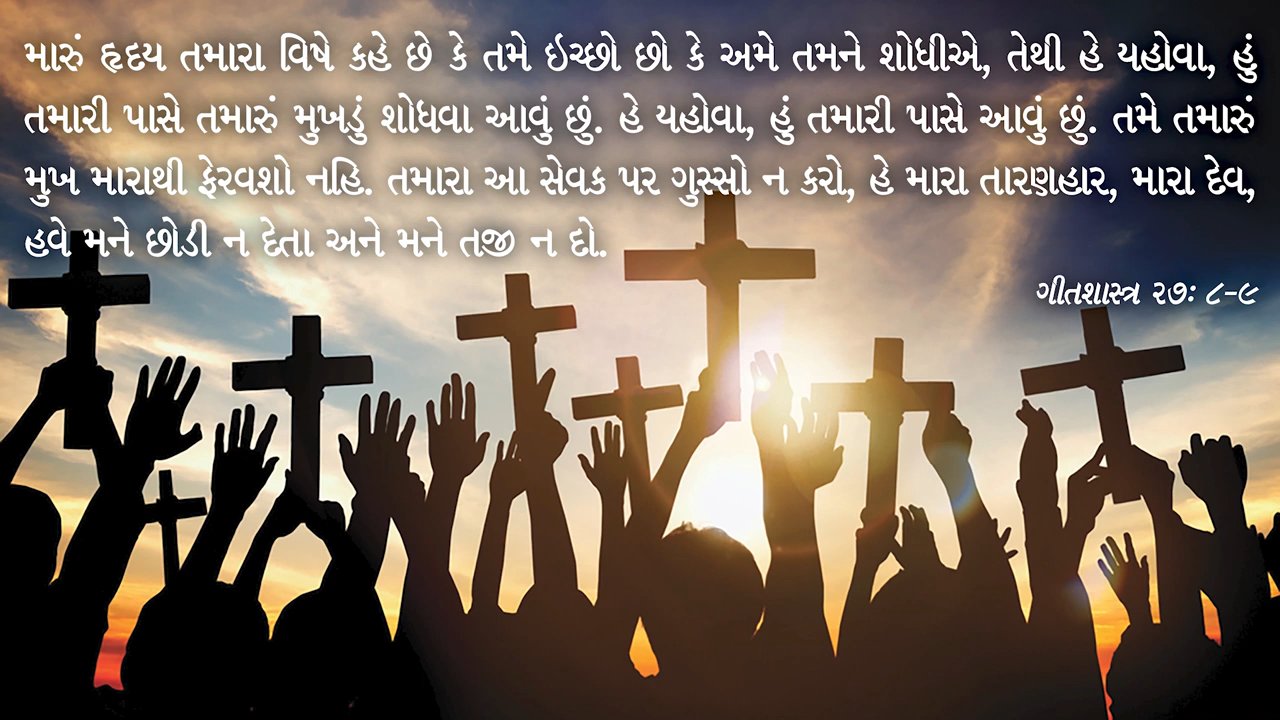 મારું હૃદય તમારા વિષે કહે છે કે તમે ઇચ્છો છો કે અમે તમને શોધીએ, તેથી હે યહોવા, હું
તમારી પાસે તમારું મુખડું શોધવા આવું છું. હે યહોવા, હું તમારી પાસે આવું છું. તમે તમારું
મુખ મારાથી ફેરવશો નહિ. તમારા આ સેવક પર ગુસ્સો ન કરો, હે મારા તારણહાર, મારા દેવ,
હવે મને છોડી ન દેતા અને મને તજી ન દો.
ગીતશાસ્ત્ર ૨૭ઃ ૮-૯